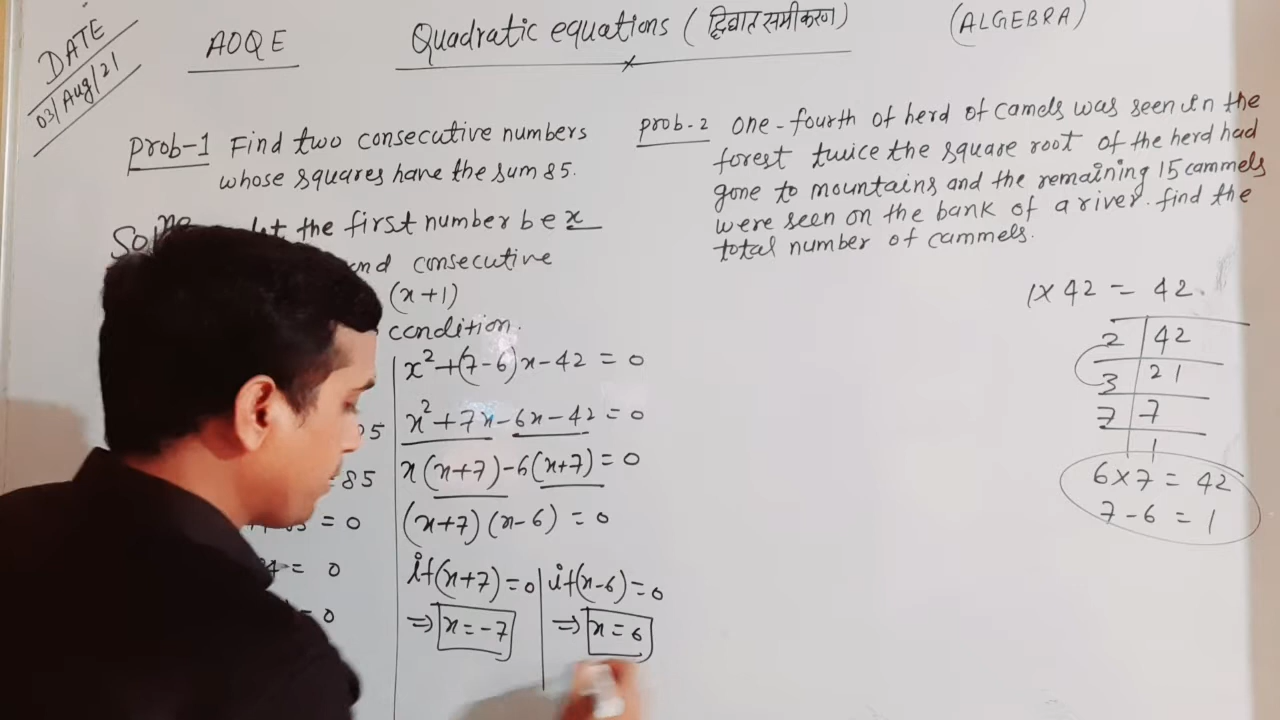 DATE
03/Aug/21
AOQE
Quadratic equations (द्विघात समीकरण)
(ALGEBRA)
Prob-1 Find two consecutive numbers
whose squares have the sum 85.
let the first number be x
consecutive
(x+1)
condition.
= 85
= 0
= 0
= 0
x²+(7-6)x-42 = 0
x²+7x-6x-42 = 0
x(x+7)-6(x+7) = 0
(x+7)(x-6) = 0
if(x+7)=0
⇒ x=-7
if(x-6)=0
⇒ x=6
Prob-2 One-fourth of herd of camels was seen in the
forest twice the square root of the herd had
gone to mountains and the remaining 15 cammels
were seen on the bank of a river. find the
total number of cammels.
1×42 = 42.
2 | 42
3 | 21
7 | 7
1
6×7 = 42
7-6 = 1